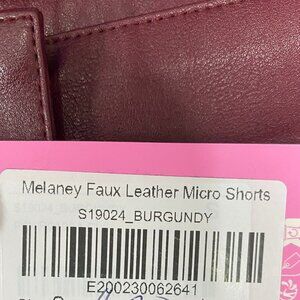 Melaney Faux Leather Micro Shorts
S19024_BURGUNDY
E200230062641